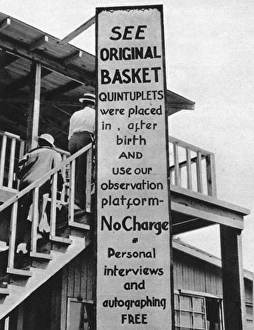 SEE
ORIGINAL
BASKET
QUINTUPLETS
were placed
in, after
birth
AND
use our
observation
platform-
No Charge
Personal
interviews
and
autographing
FREE